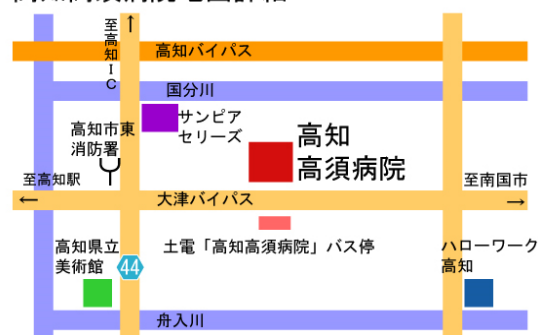 至高知IC
↑
高知バイパス
国分川
サンピア
セリーズ
高知市東
消防署
高知
高須病院
至高知駅
←
大津バイパス
至南国市
→
高知県立
美術館
44
土電「高知高須病院」バス停
ハローワーク
高知
舟入川